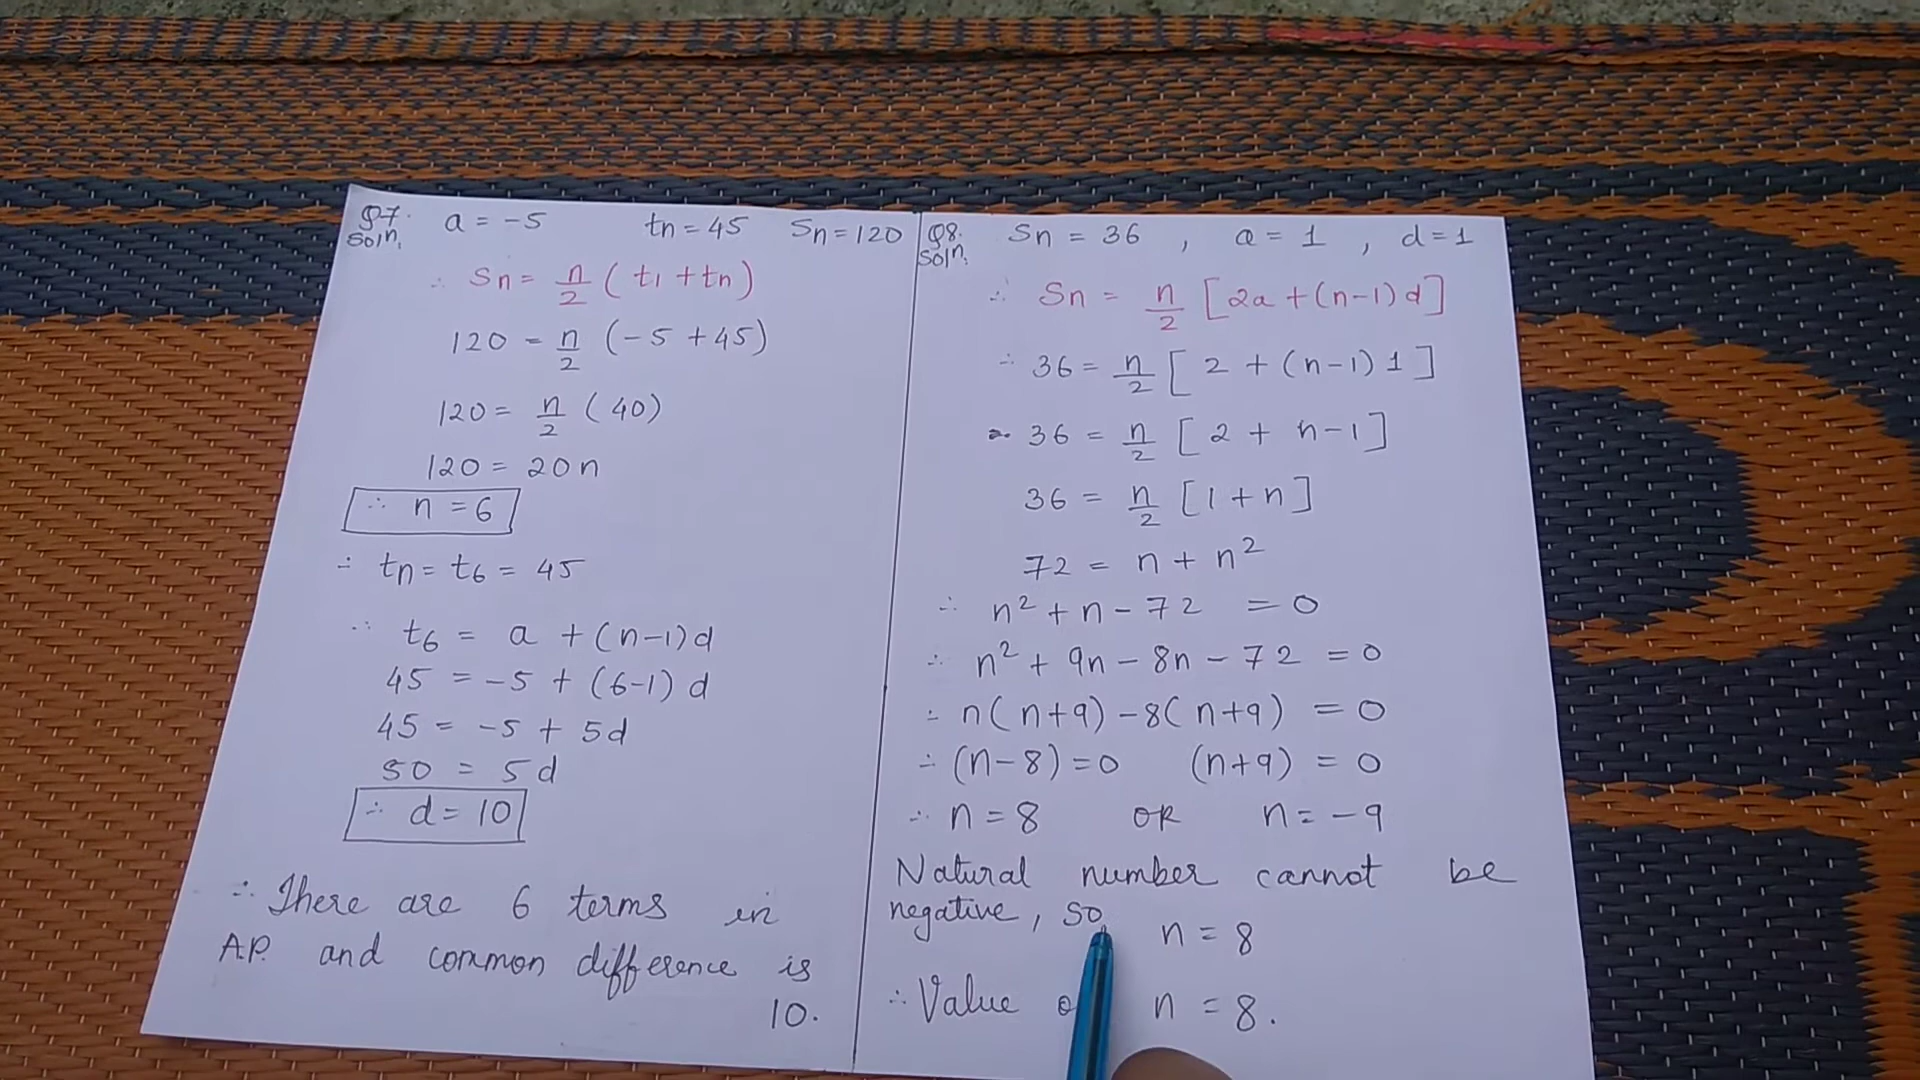 Q7. a = -5 tn = 45 Sn = 120
Soln.
∴ Sn = n/2 (t1 + tn)
120 = n/2 (-5 + 45)
120 = n/2 (40)
120 = 20n
∴ n = 6
∴ tn = t6 = 45
∴ t6 = a + (n-1)d
45 = -5 + (6-1) d
45 = -5 + 5d
50 = 5d
∴ d = 10
∴ There are 6 terms in
A.P. and common difference is
10.
Q8. Sn = 36 , a = 1 , d = 1
Soln.
∴ Sn = n/2 [2a + (n-1) d]
∴ 36 = n/2 [ 2 + (n-1) 1 ]
∴ 36 = n/2 [ 2 + n-1 ]
36 = n/2 [1 + n]
72 = n + n²
∴ n² + n - 72 = 0
∴ n² + 9n - 8n - 72 = 0
∴ n(n+9) - 8(n+9) = 0
∴ (n-8) = 0 (n+9) = 0
∴ n = 8 OR n = -9
Natural number cannot be
negative, so n = 8
∴ Value n = 8.